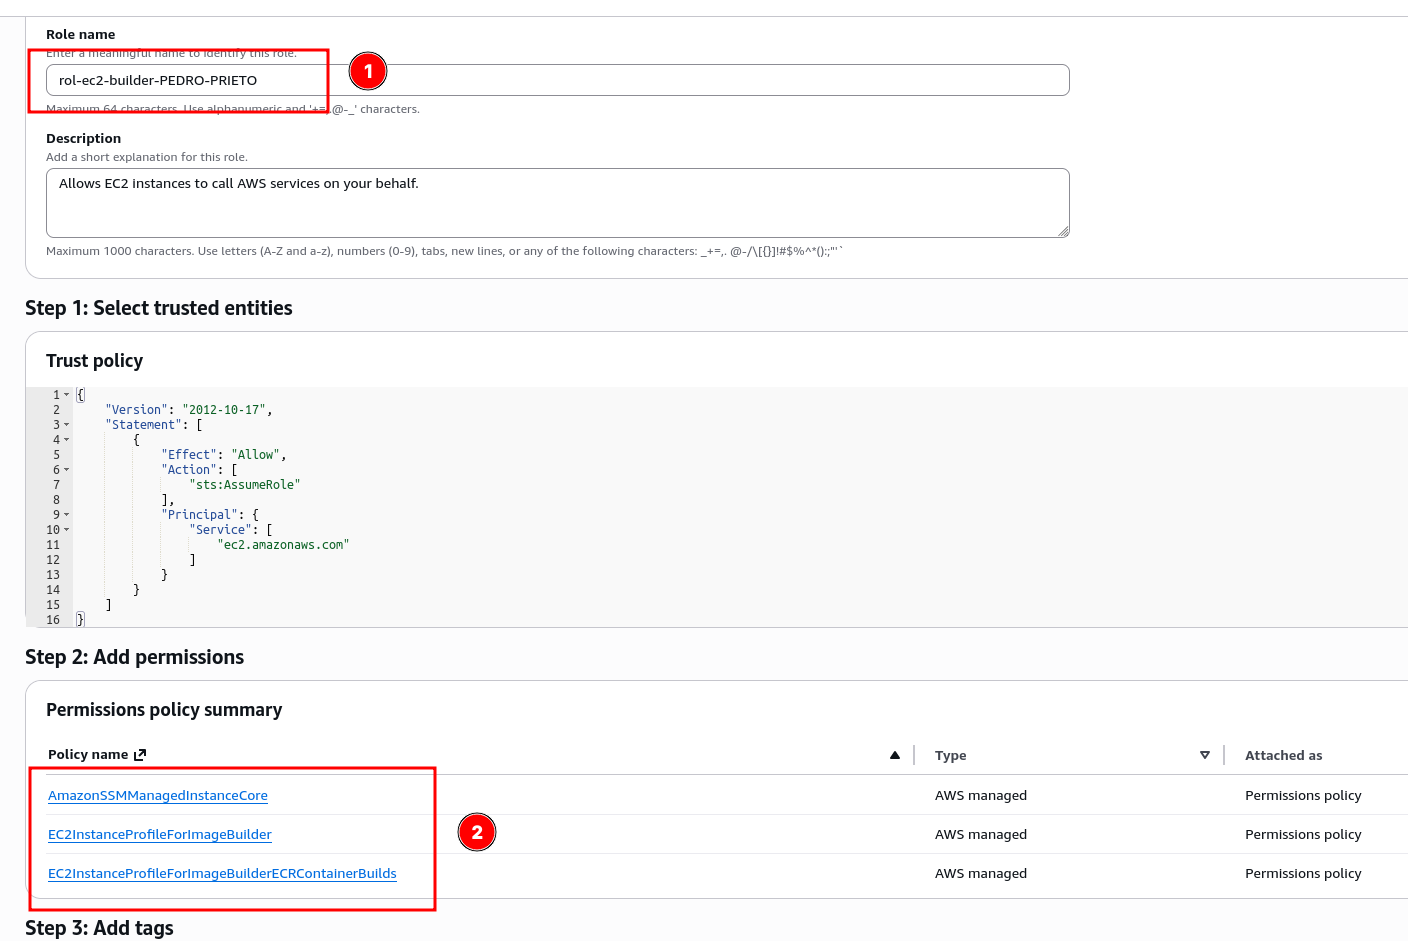 Role name
Enter a meaningful name to identify this role.
rol-ec2-builder-PEDRO-PRIETO
1
Maximum 64 characters. Use alphanumeric and '+=,.@-_' characters.
Description
Add a short explanation for this role.
Allows EC2 instances to call AWS services on your behalf.
Maximum 1000 characters. Use letters (A-Z and a-z), numbers (0-9), tabs, new lines, or any of the following characters: _+=,. @-/\[{}]!#$%^*();:"'`
Step 1: Select trusted entities
Trust policy
1 {
2 "Version": "2012-10-17",
3 "Statement": [
4 {
5 "Effect": "Allow",
6 "Action": [
7 "sts:AssumeRole"
8 ],
9 "Principal": {
10 "Service": [
11 "ec2.amazonaws.com"
12 ]
13 }
14 }
15 ]
16 }
Step 2: Add permissions
Permissions policy summary
Policy name Type Attached as
AmazonSSMManagedInstanceCore AWS managed Permissions policy
EC2InstanceProfileForImageBuilder AWS managed Permissions policy
2
EC2InstanceProfileForImageBuilderECRContainerBuilds AWS managed Permissions policy
Step 3: Add tags